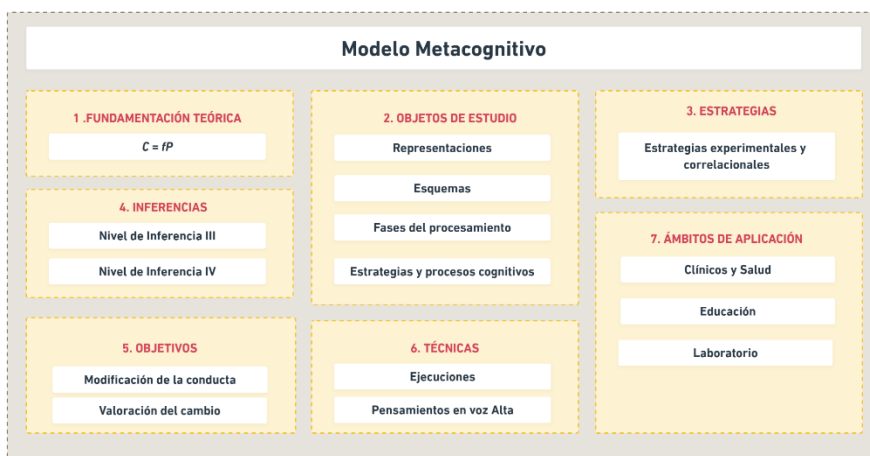 Modelo Metacognitivo
1 .FUNDAMENTACIÓN TEÓRICA
C = fP
2. OBJETOS DE ESTUDIO
Representaciones
Esquemas
Fases del procesamiento
Estrategias y procesos cognitivos
3. ESTRATEGIAS
Estrategias experimentales y
correlacionales
4. INFERENCIAS
Nivel de Inferencia III
Nivel de Inferencia IV
5. OBJETIVOS
Modificación de la conducta
Valoración del cambio
6. TÉCNICAS
Ejecuciones
Pensamientos en voz Alta
7. ÁMBITOS DE APLICACIÓN
Clínicos y Salud
Educación
Laboratorio